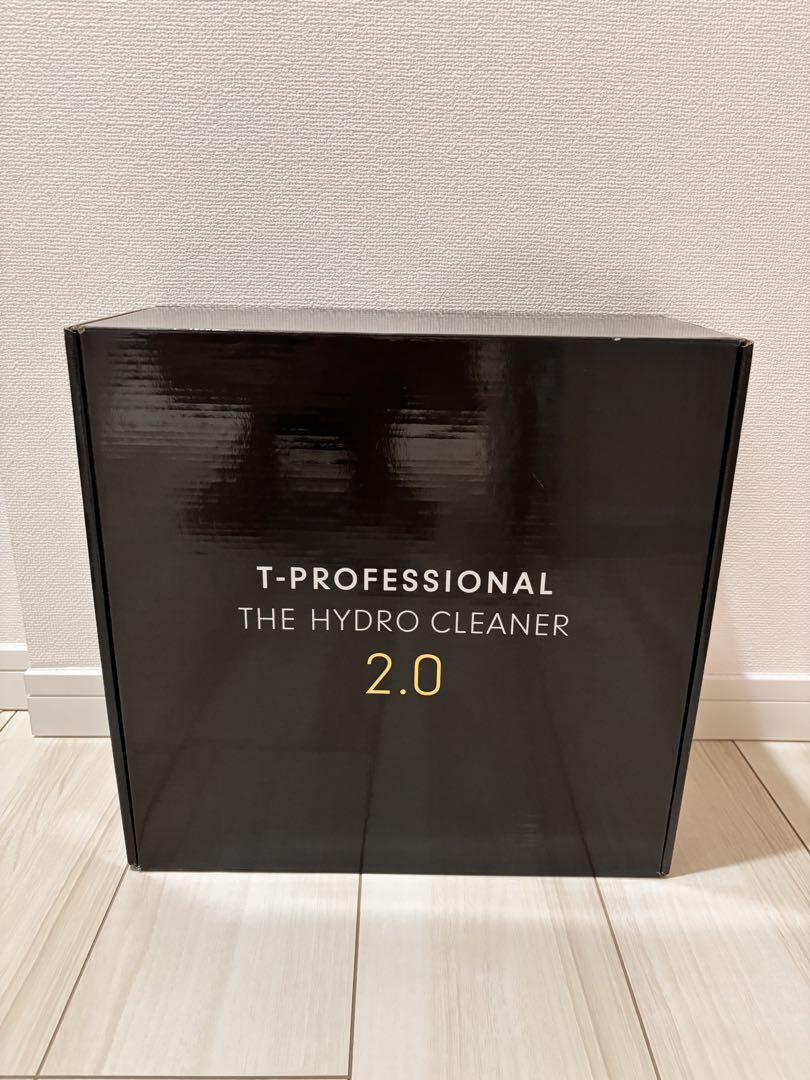 T-PROFESSIONAL
THE HYDRO CLEANER
2.0